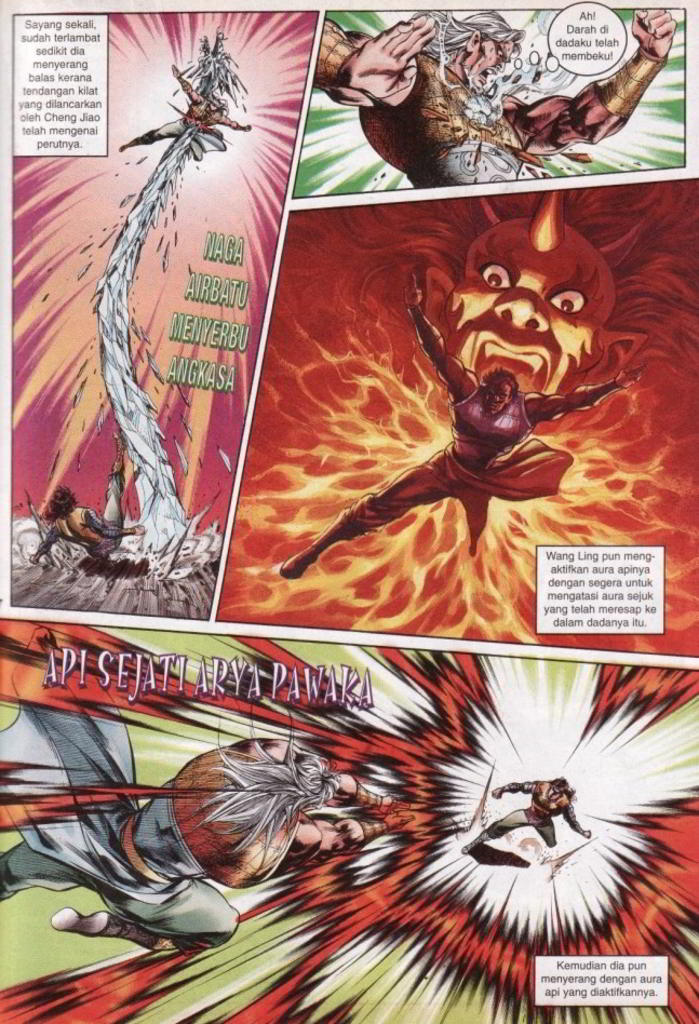 Sayang sekali,
sudah terlambat
sedikit dia
menyerang
balas kerana
tendangan kilat
yang dilancarkan
oleh Cheng Jiao
telah mengenai
perutnya.
NAGA
AIRBATU
MENYERBU
ANGKASA
Ah!
Darah di
dadaku telah
membeku!
Wang Ling pun meng-
aktifkan aura apinya
dengan segera untuk
mengatasi aura sejuk
yang telah meresap ke
dalam dadanya itu.
API SEJATI ARYA PAWAKA
Kemudian dia pun
menyerang dengan aura
api yang diaktifkannya.